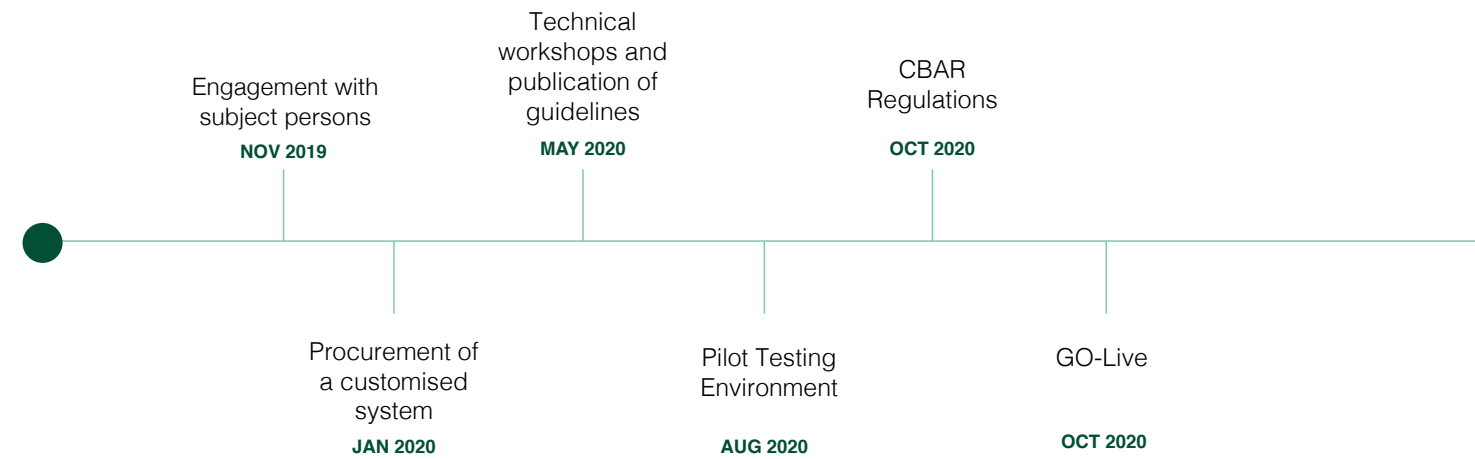 Engagement with
subject persons
NOV 2019
Procurement of
a customised
system
JAN 2020
Technical
workshops and
publication of
guidelines
MAY 2020
Pilot Testing
Environment
AUG 2020
CBAR
Regulations
OCT 2020
GO-Live
OCT 2020